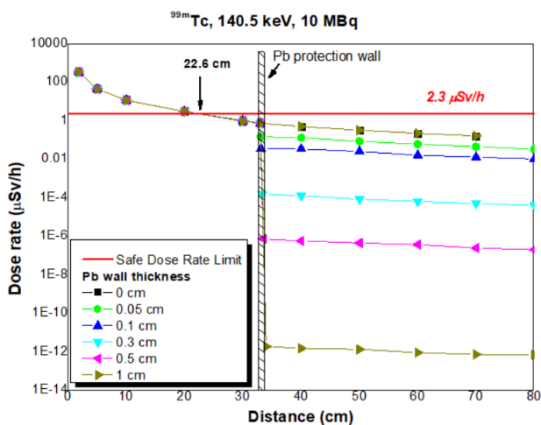 ⁹⁹ᵐTc, 140.5 keV, 10 MBq
22.6 cm
Pb protection wall
2.3 μSv/h
Dose rate (μSv/h)
10000
100
1
0.01
1E-4
1E-6
1E-8
1E-10
1E-12
1E-14
Safe Dose Rate Limit
Pb wall thickness
0 cm
0.05 cm
0.1 cm
0.3 cm
0.5 cm
1 cm
0 10 20 30 40 50 60 70 80
Distance (cm)